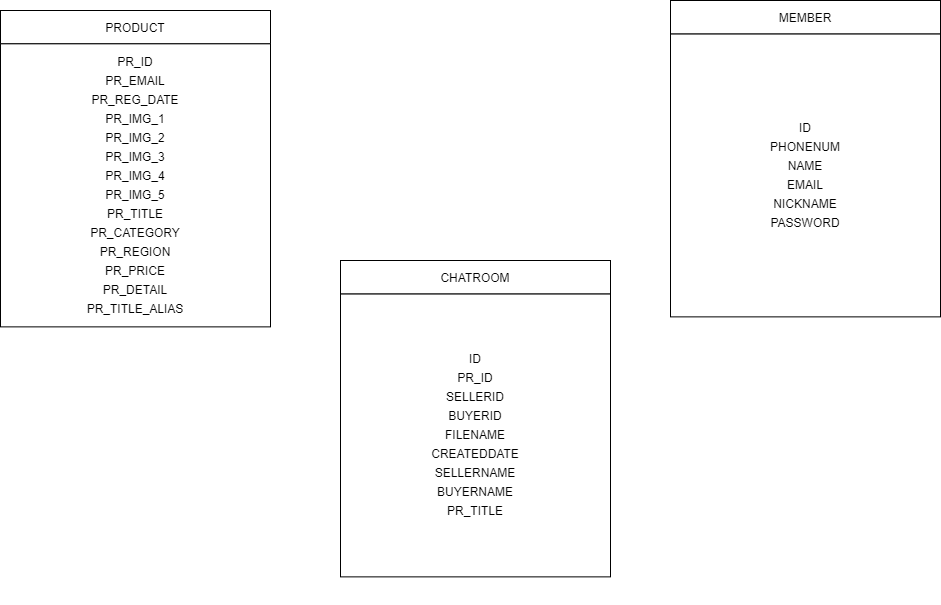 PRODUCT
PR_ID
PR_EMAIL
PR_REG_DATE
PR_IMG_1
PR_IMG_2
PR_IMG_3
PR_IMG_4
PR_IMG_5
PR_TITLE
PR_CATEGORY
PR_REGION
PR_PRICE
PR_DETAIL
PR_TITLE_ALIAS
CHATROOM
ID
PR_ID
SELLERID
BUYERID
FILENAME
CREATEDDATE
SELLERNAME
BUYERNAME
PR_TITLE
MEMBER
ID
PHONENUM
NAME
EMAIL
NICKNAME
PASSWORD